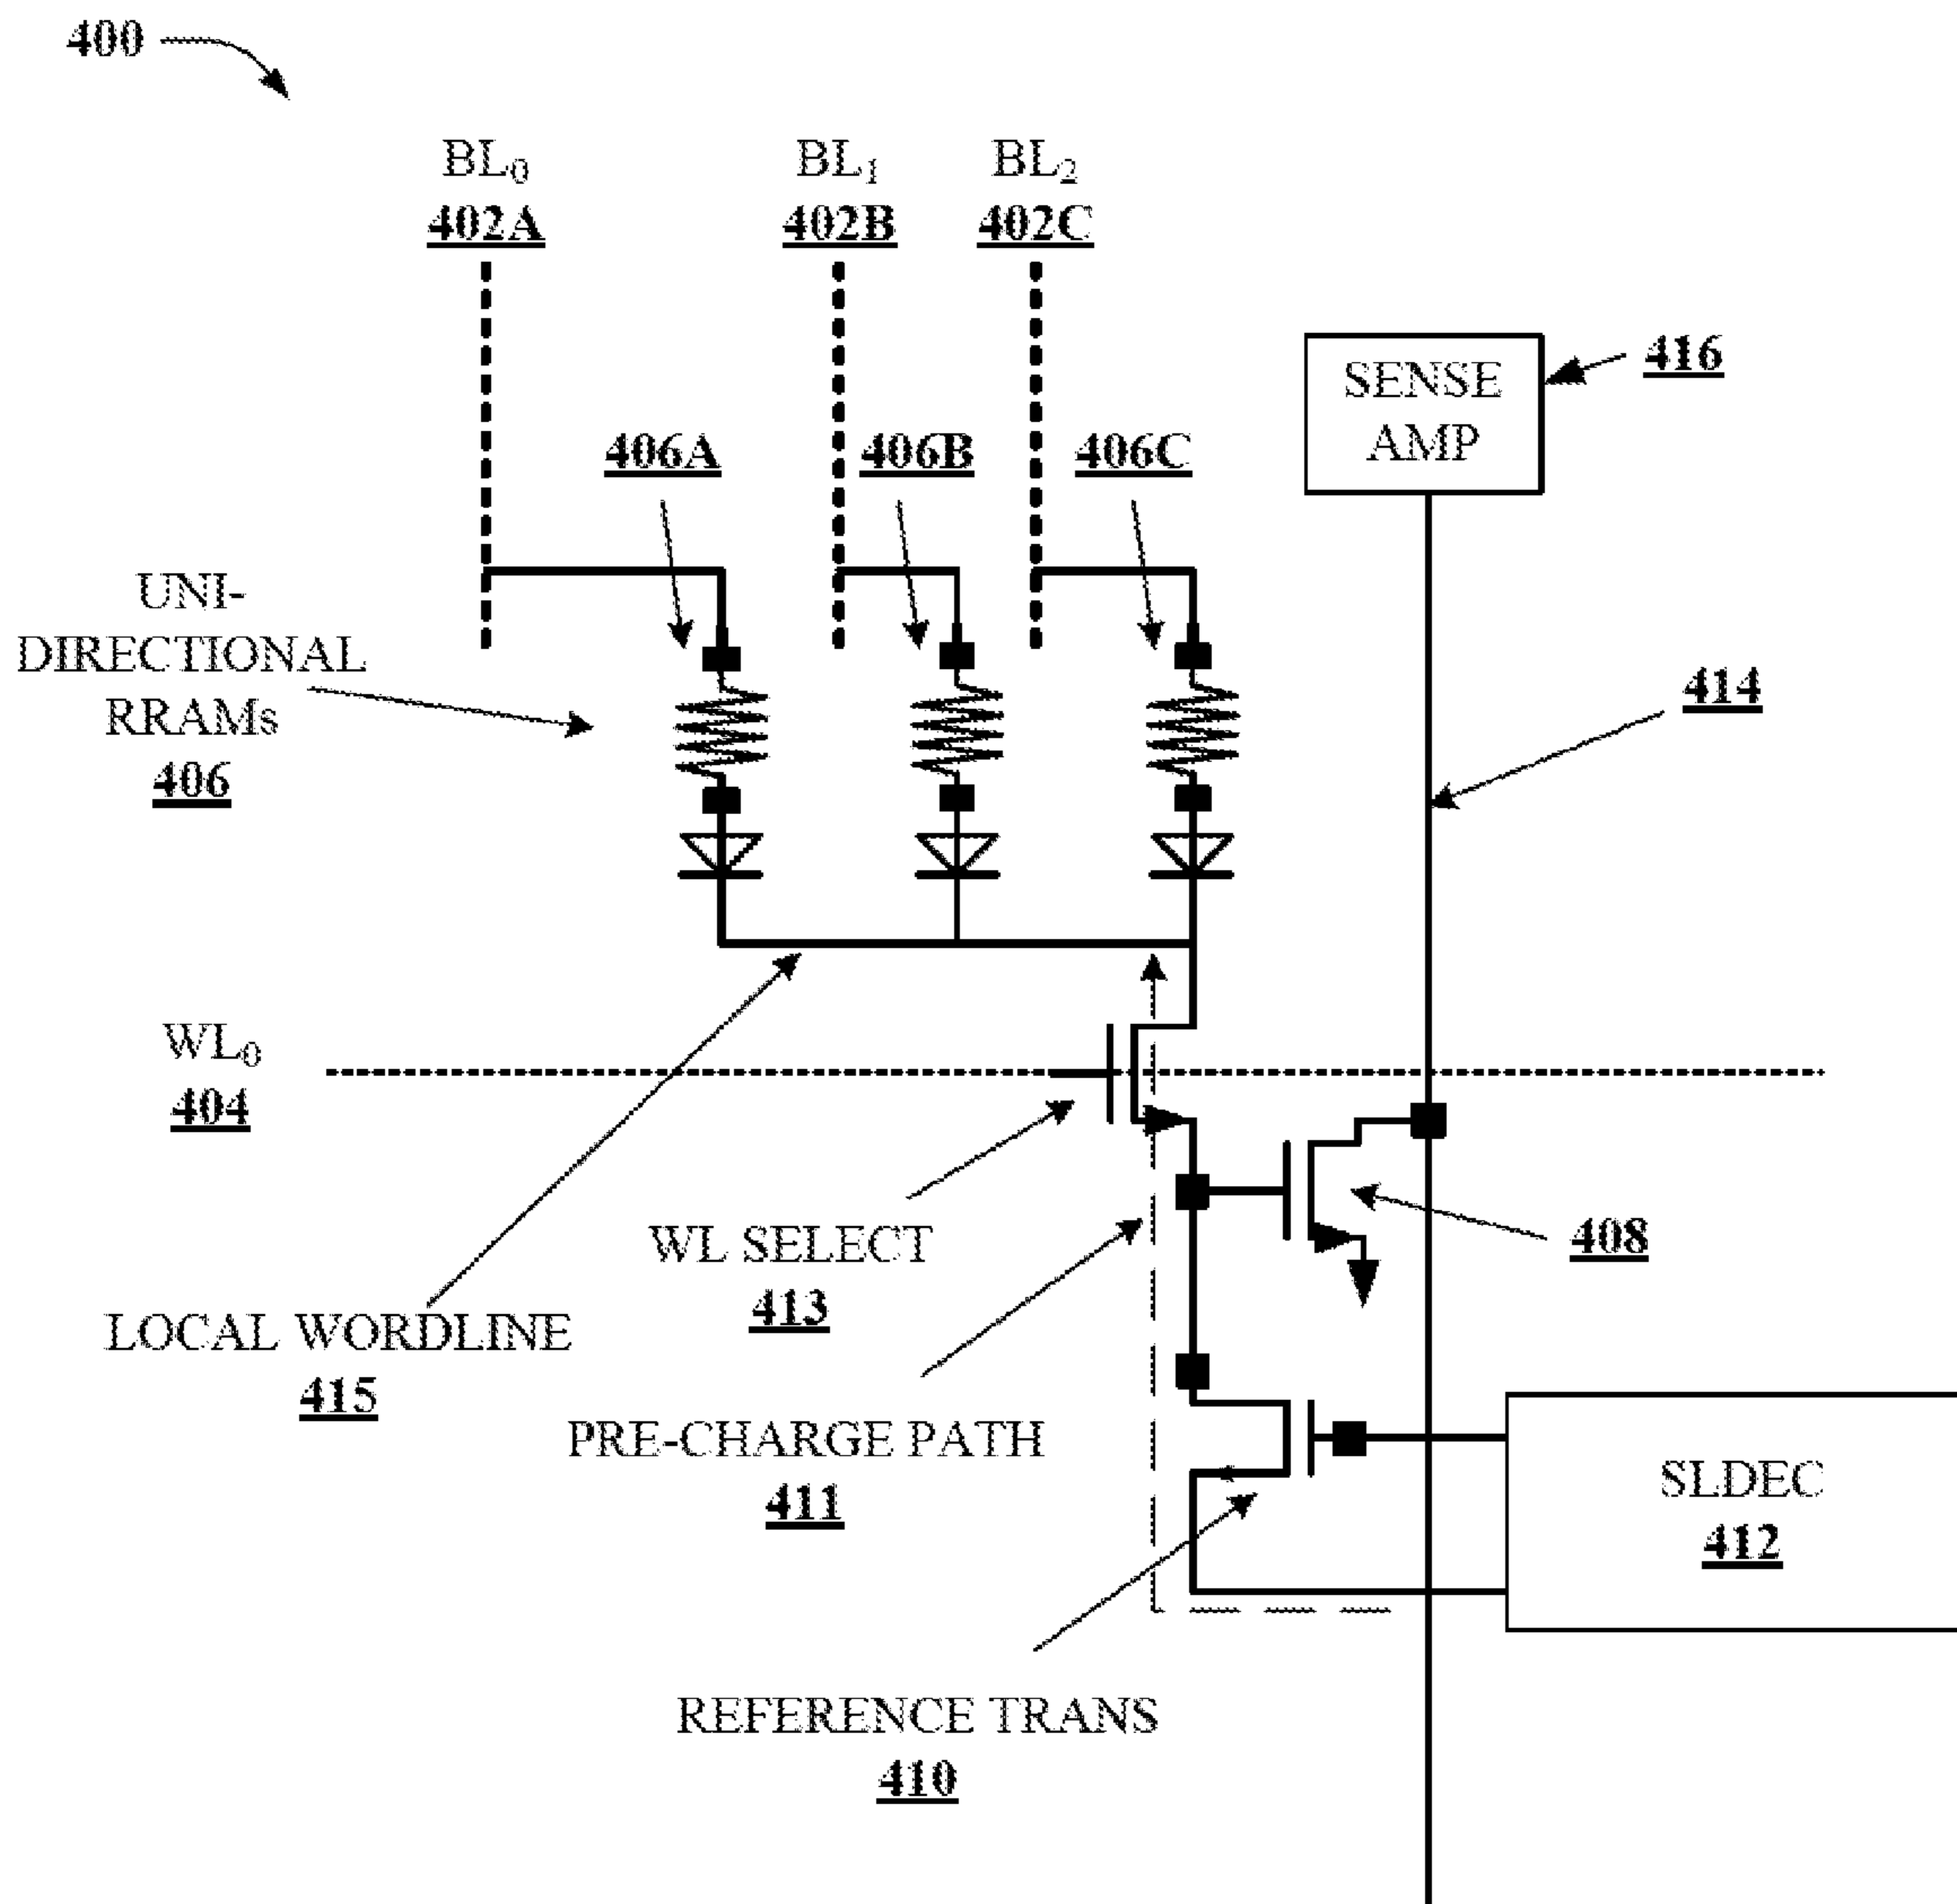 400
BL0
402A
BL1
402B
BL2
402C
SENSE
AMP
416
406A
406B
406C
UNI-
DIRECTIONAL
RRAMs
406
414
WL0
404
WL SELECT
413
408
LOCAL WORDLINE
415
PRE-CHARGE PATH
411
SLDEC
412
REFERENCE TRANS
410